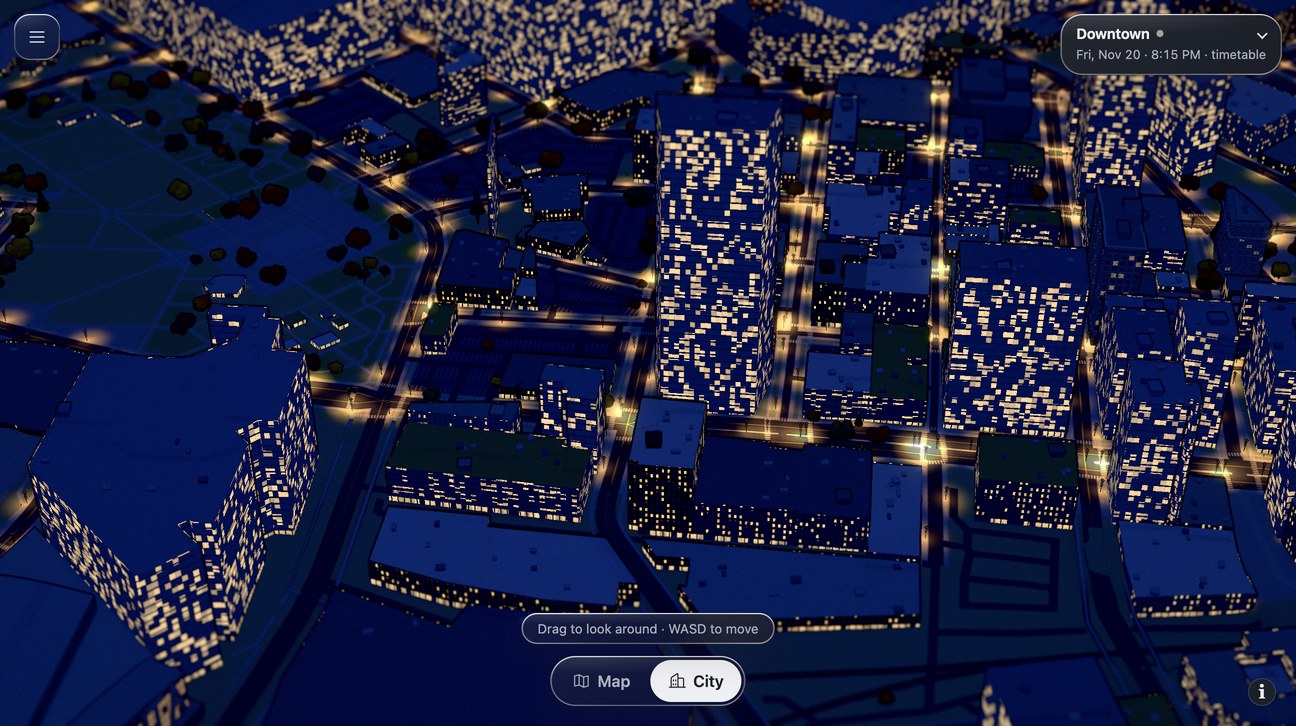 Downtown
Fri, Nov 20 · 8:15 PM · timetable
Drag to look around · WASD to move
Map
City
i